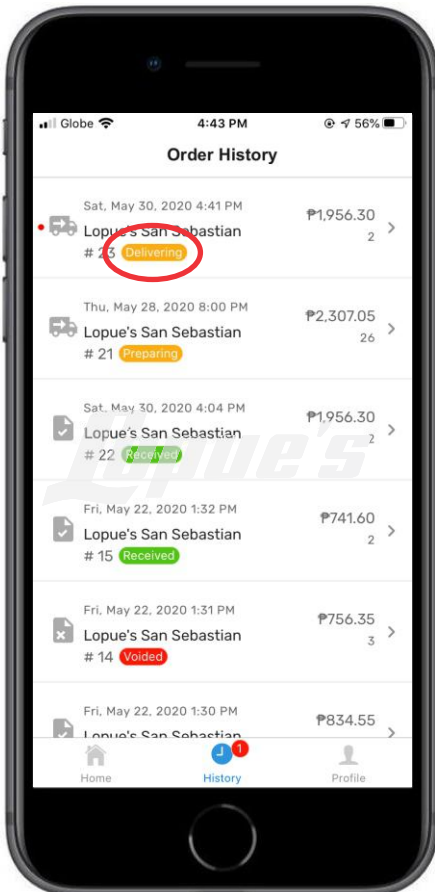 Globe 4:43 PM 56%
Order History
Sat, May 30, 2020 4:41 PM
₱1,956.30
Lopue's San Sebastian
2
# 23 Delivering
Thu, May 28, 2020 8:00 PM
₱2,307.05
Lopue's San Sebastian
26
# 21 Preparing
Sat, May 30, 2020 4:04 PM
₱1,956.30
Lopue's San Sebastian
2
# 22 Received
Lopue's
Fri, May 22, 2020 1:32 PM
₱741.60
Lopue's San Sebastian
2
# 15 Received
Fri, May 22, 2020 1:31 PM
₱756.35
Lopue's San Sebastian
3
# 14 Voided
Fri, May 22, 2020 1:30 PM
₱834.55
Lopue's San Sebastian
1
Home History Profile